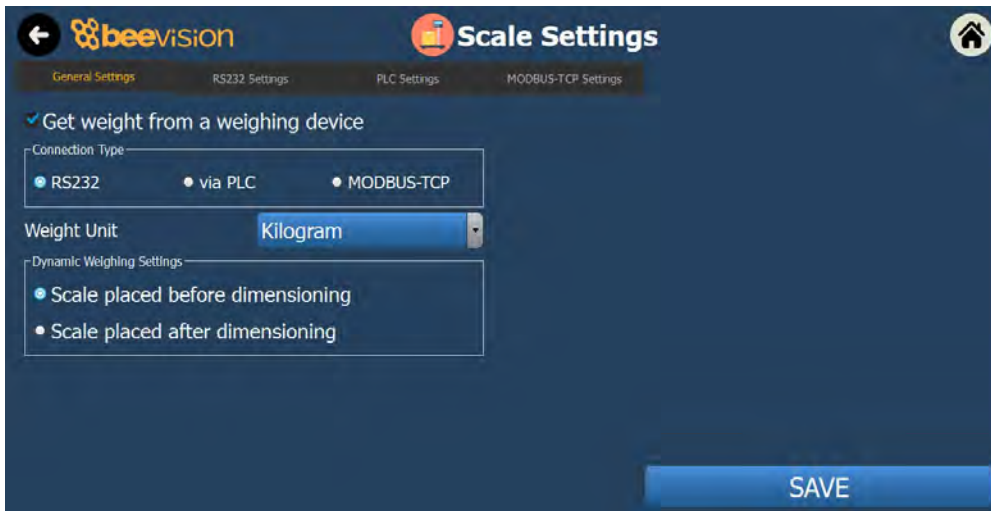 beevision Scale Settings
General Settings RS232 Settings PLC Settings MODBUS-TCP Settings
Get weight from a weighing device
Connection Type
RS232 via PLC MODBUS-TCP
Weight Unit Kilogram
Dynamic Weighing Settings
Scale placed before dimensioning
Scale placed after dimensioning
SAVE